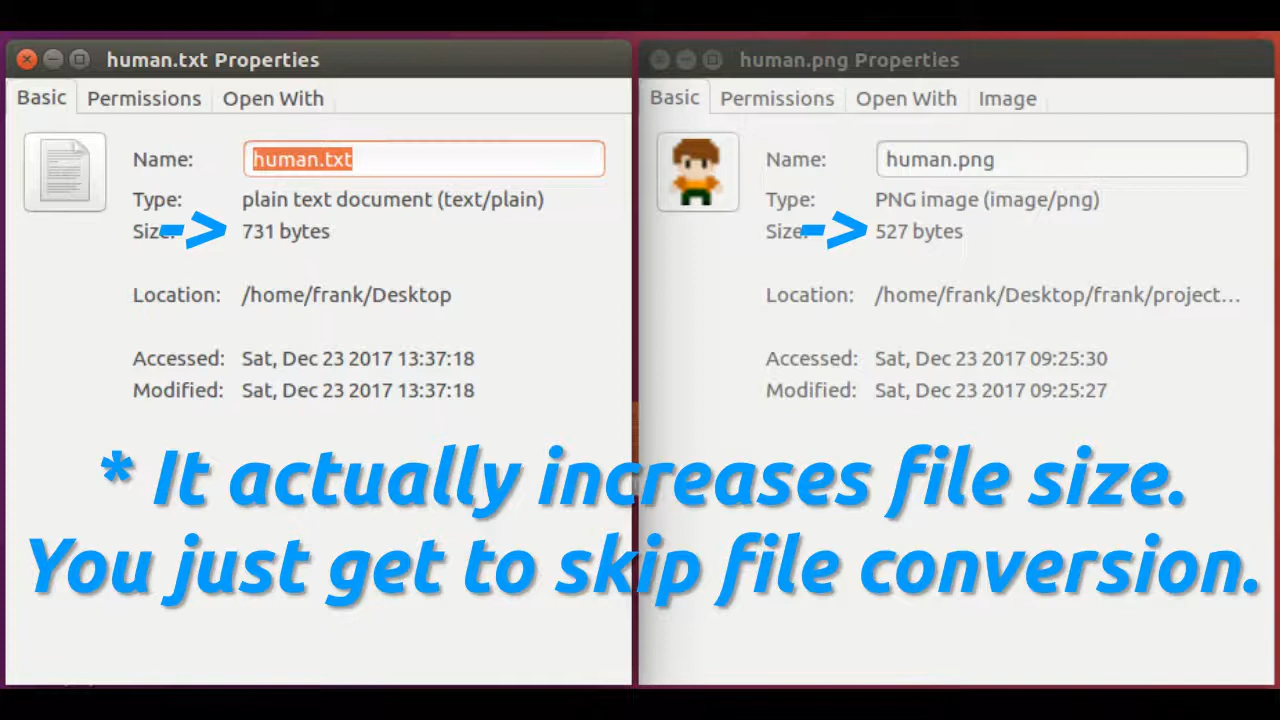 human.txt Properties
Basic Permissions Open With
Name: human.txt
Type: plain text document (text/plain)
Size: -> 731 bytes
Location: /home/frank/Desktop
Accessed: Sat, Dec 23 2017 13:37:18
Modified: Sat, Dec 23 2017 13:37:18
human.png Properties
Basic Permissions Open With Image
Name: human.png
Type: PNG image (image/png)
Size: -> 527 bytes
Location: /home/frank/Desktop/frank/project…
Accessed: Sat, Dec 23 2017 09:25:30
Modified: Sat, Dec 23 2017 09:25:27
* It actually increases file size.
You just get to skip file conversion.